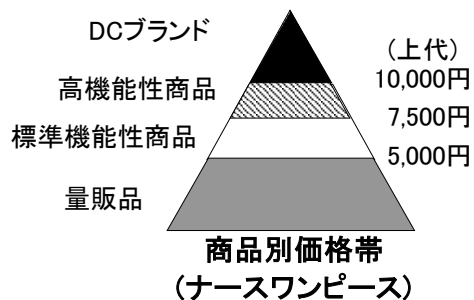 DCブランド
(上代)
高機能性商品
10,000円
7,500円
標準機能性商品
5,000円
量販品
商品別価格帯
(ナースワンピース)